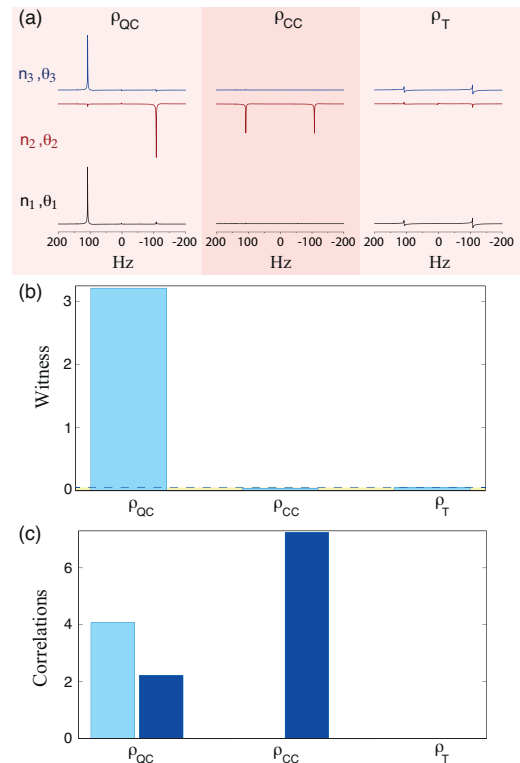 (a) ρQC ρCC ρT
n3,θ3
n2,θ2
n1,θ1
200 100 0 -100 -200 200 100 0 -100 -200 200 100 0 -100 -200
Hz Hz Hz
(b)
3
2
1
0
Witness
ρQC ρCC ρT
(c)
6
4
2
0
Correlations
ρQC ρCC ρT